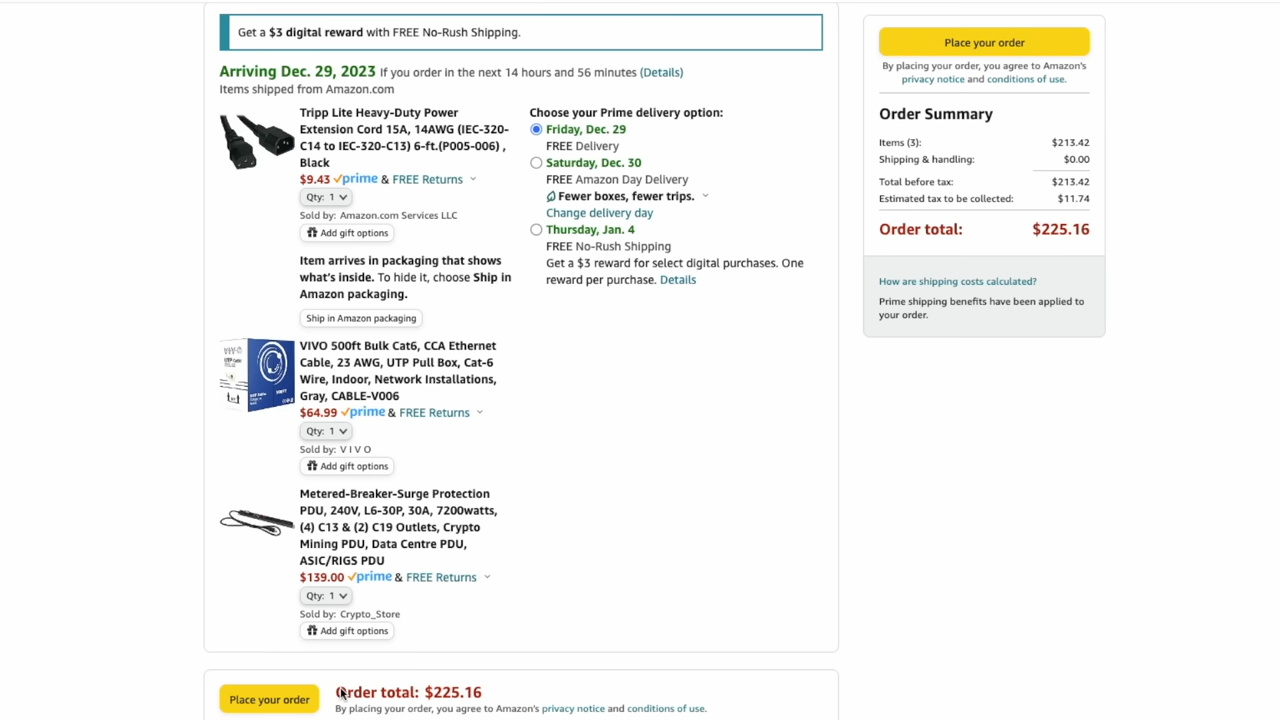 Get a $3 digital reward with FREE No-Rush Shipping.
Arriving Dec. 29, 2023 If you order in the next 14 hours and 56 minutes (Details)
Items shipped from Amazon.com
Tripp Lite Heavy-Duty Power
Extension Cord 15A, 14AWG (IEC-320-
C14 to IEC-320-C13) 6-ft.(P005-006) ,
Black
$9.43 prime & FREE Returns
Qty: 1
Sold by: Amazon.com Services LLC
Add gift options
Item arrives in packaging that shows
what's inside. To hide it, choose Ship in
Amazon packaging.
Ship in Amazon packaging
Choose your Prime delivery option:
Friday, Dec. 29
FREE Delivery
Saturday, Dec. 30
FREE Amazon Day Delivery
Fewer boxes, fewer trips.
Change delivery day
Thursday, Jan. 4
FREE No-Rush Shipping
Get a $3 reward for select digital purchases. One
reward per purchase. Details
VIVO 500ft Bulk Cat6, CCA Ethernet
Cable, 23 AWG, UTP Pull Box, Cat-6
Wire, Indoor, Network Installations,
Gray, CABLE-V006
$64.99 prime & FREE Returns
Qty: 1
Sold by: V I V O
Add gift options
Metered-Breaker-Surge Protection
PDU, 240V, L6-30P, 30A, 7200watts,
(4) C13 & (2) C19 Outlets, Crypto
Mining PDU, Data Centre PDU,
ASIC/RIGS PDU
$139.00 prime & FREE Returns
Qty: 1
Sold by: Crypto_Store
Add gift options
Place your order
Order total: $225.16
By placing your order, you agree to Amazon's privacy notice and conditions of use.
Place your order
By placing your order, you agree to Amazon's
privacy notice and conditions of use.
Order Summary
Items (3): $213.42
Shipping & handling: $0.00
Total before tax: $213.42
Estimated tax to be collected: $11.74
Order total: $225.16
How are shipping costs calculated?
Prime shipping benefits have been applied to
your order.